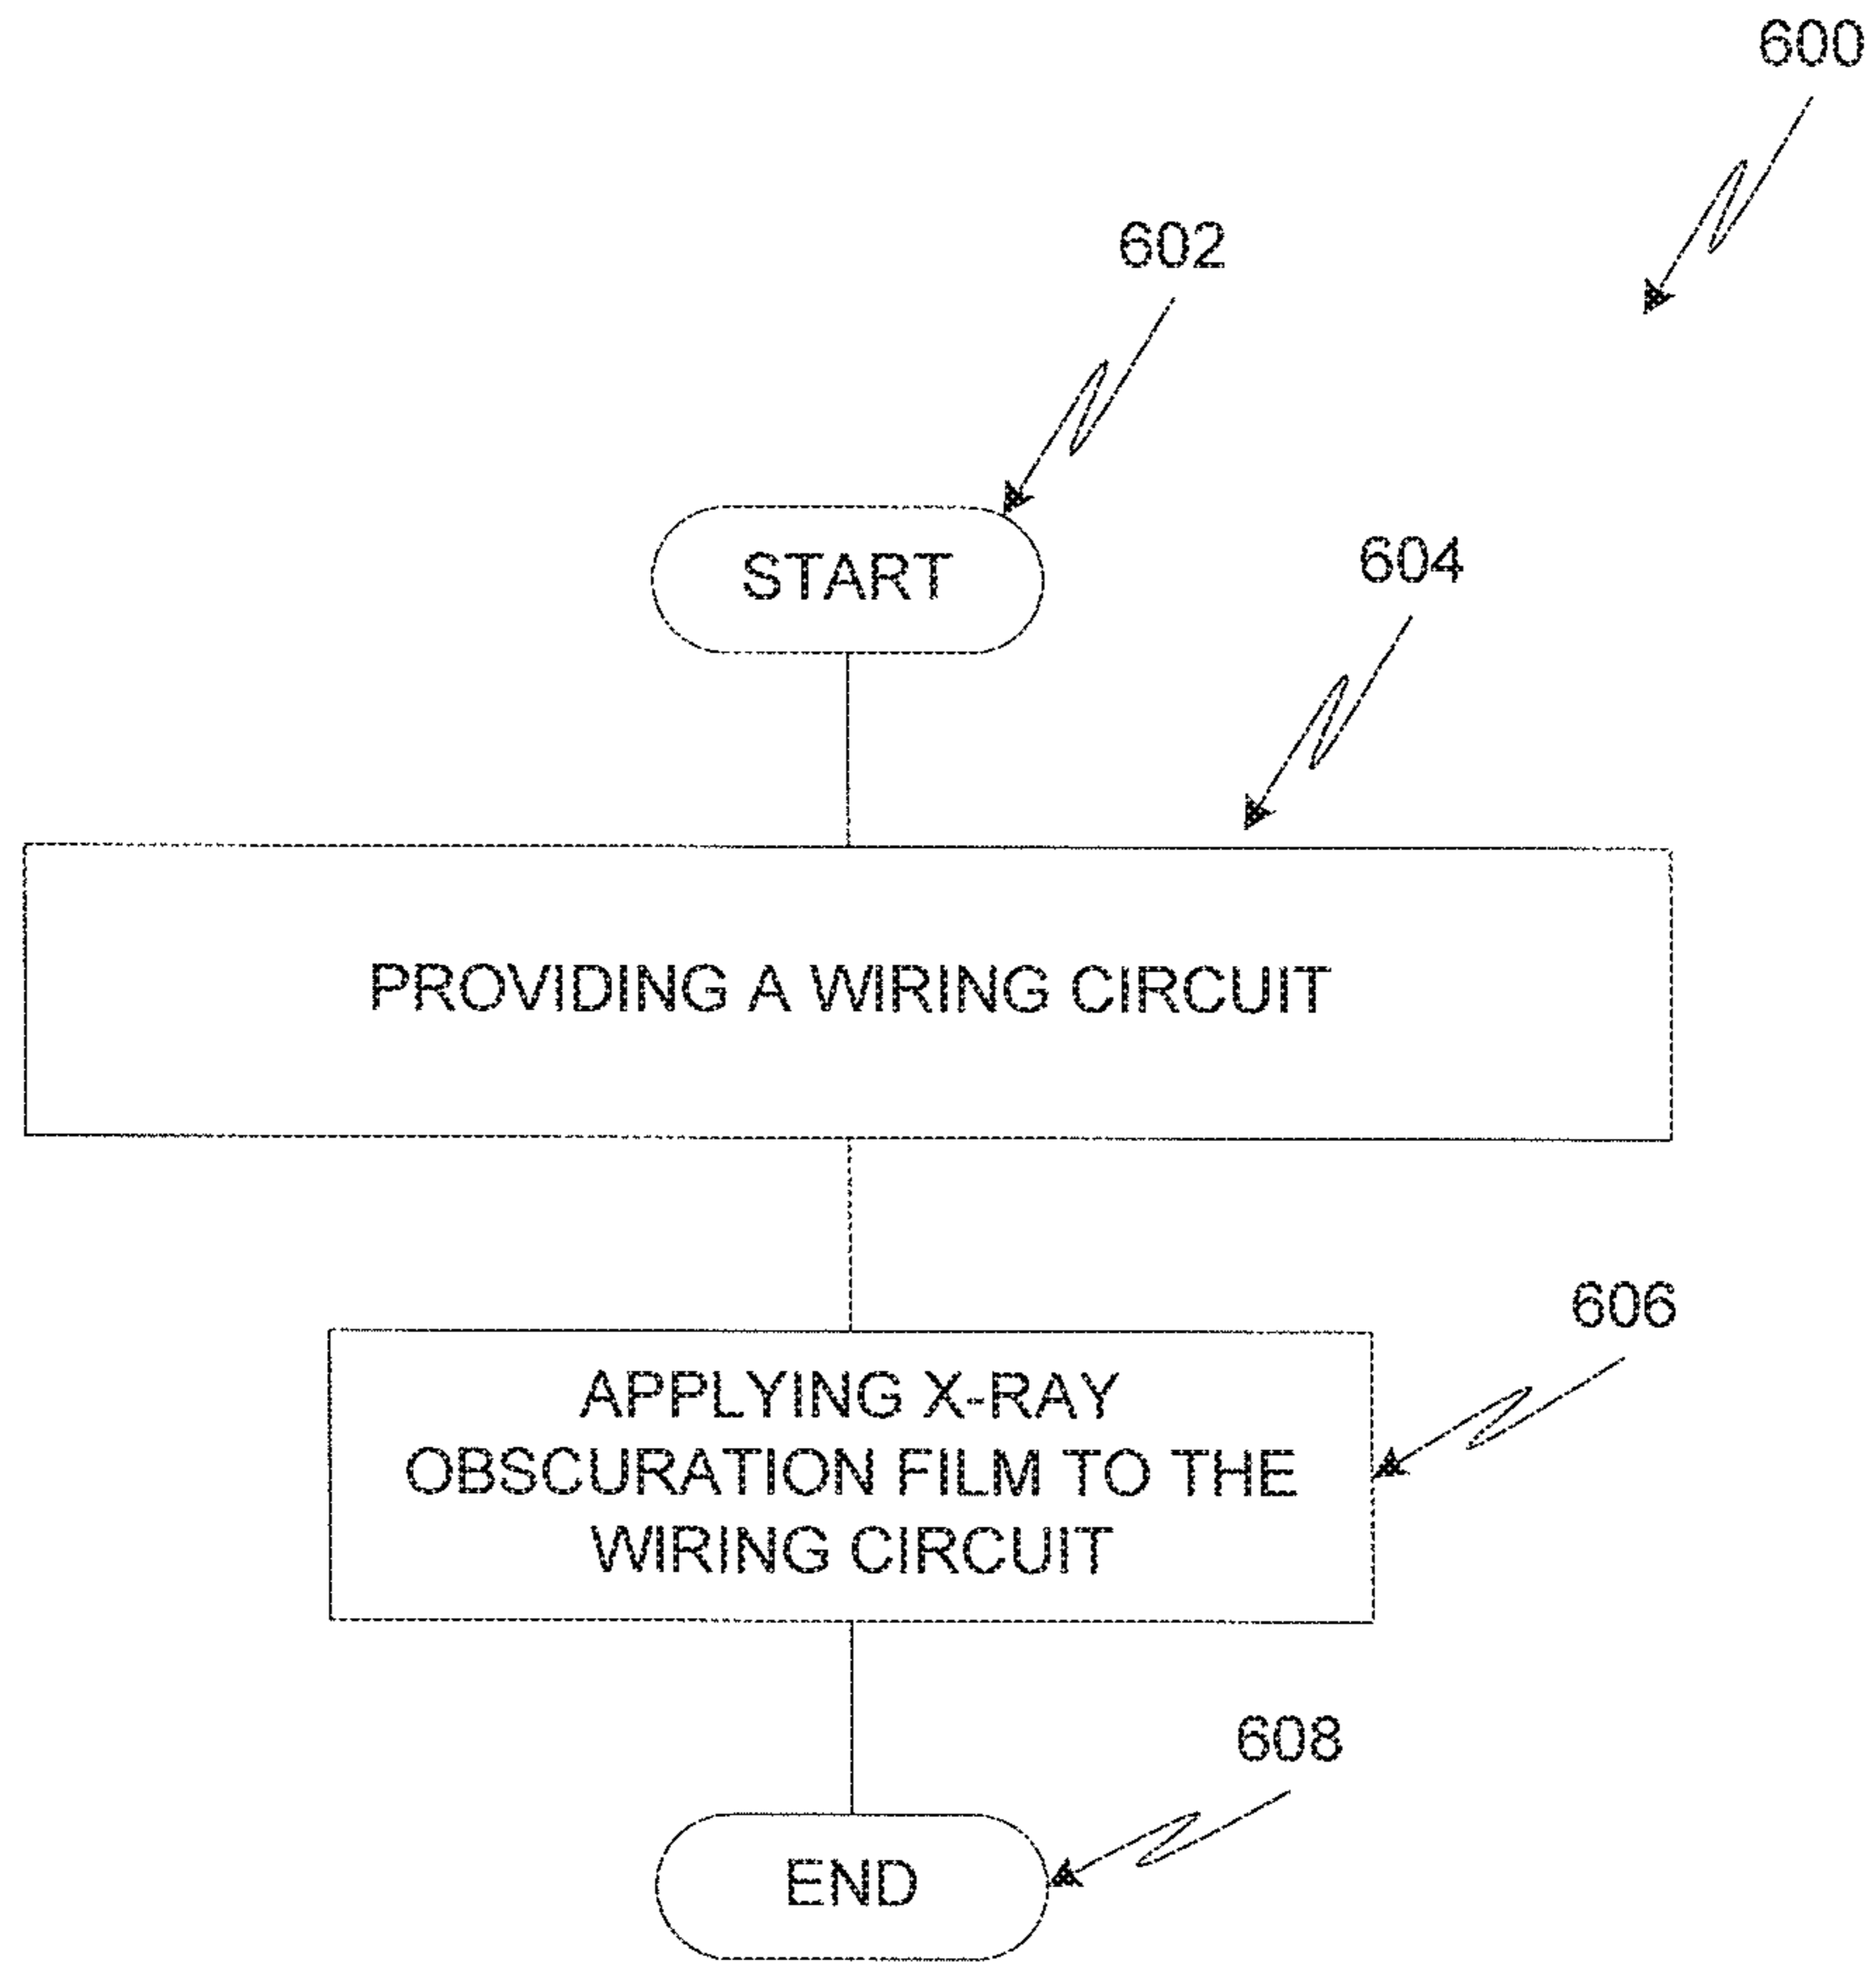 600
602
START
604
PROVIDING A WIRING CIRCUIT
606
APPLYING X-RAY
OBSCURATION FILM TO THE
WIRING CIRCUIT
608
END